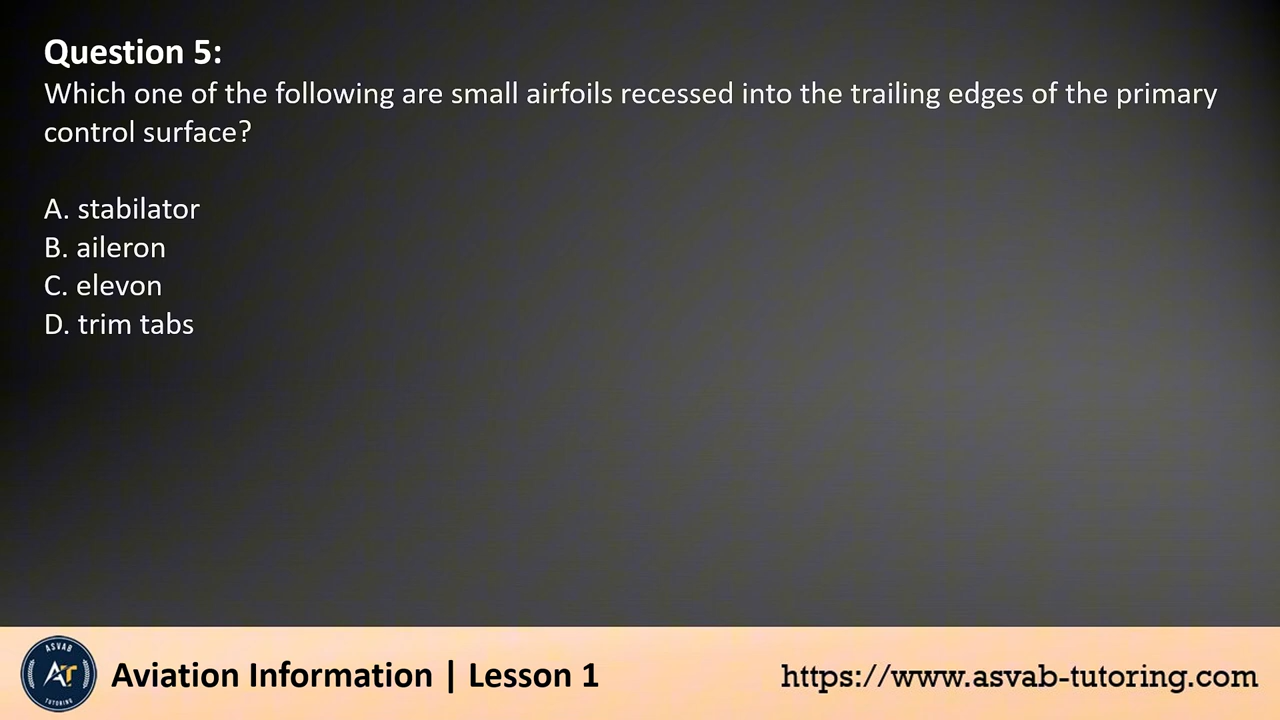 Question 5:
Which one of the following are small airfoils recessed into the trailing edges of the primary
control surface?
A. stabilator
B. aileron
C. elevon
D. trim tabs
ASVAB
AT
TUTORING
Aviation Information | Lesson 1
https://www.asvab-tutoring.com